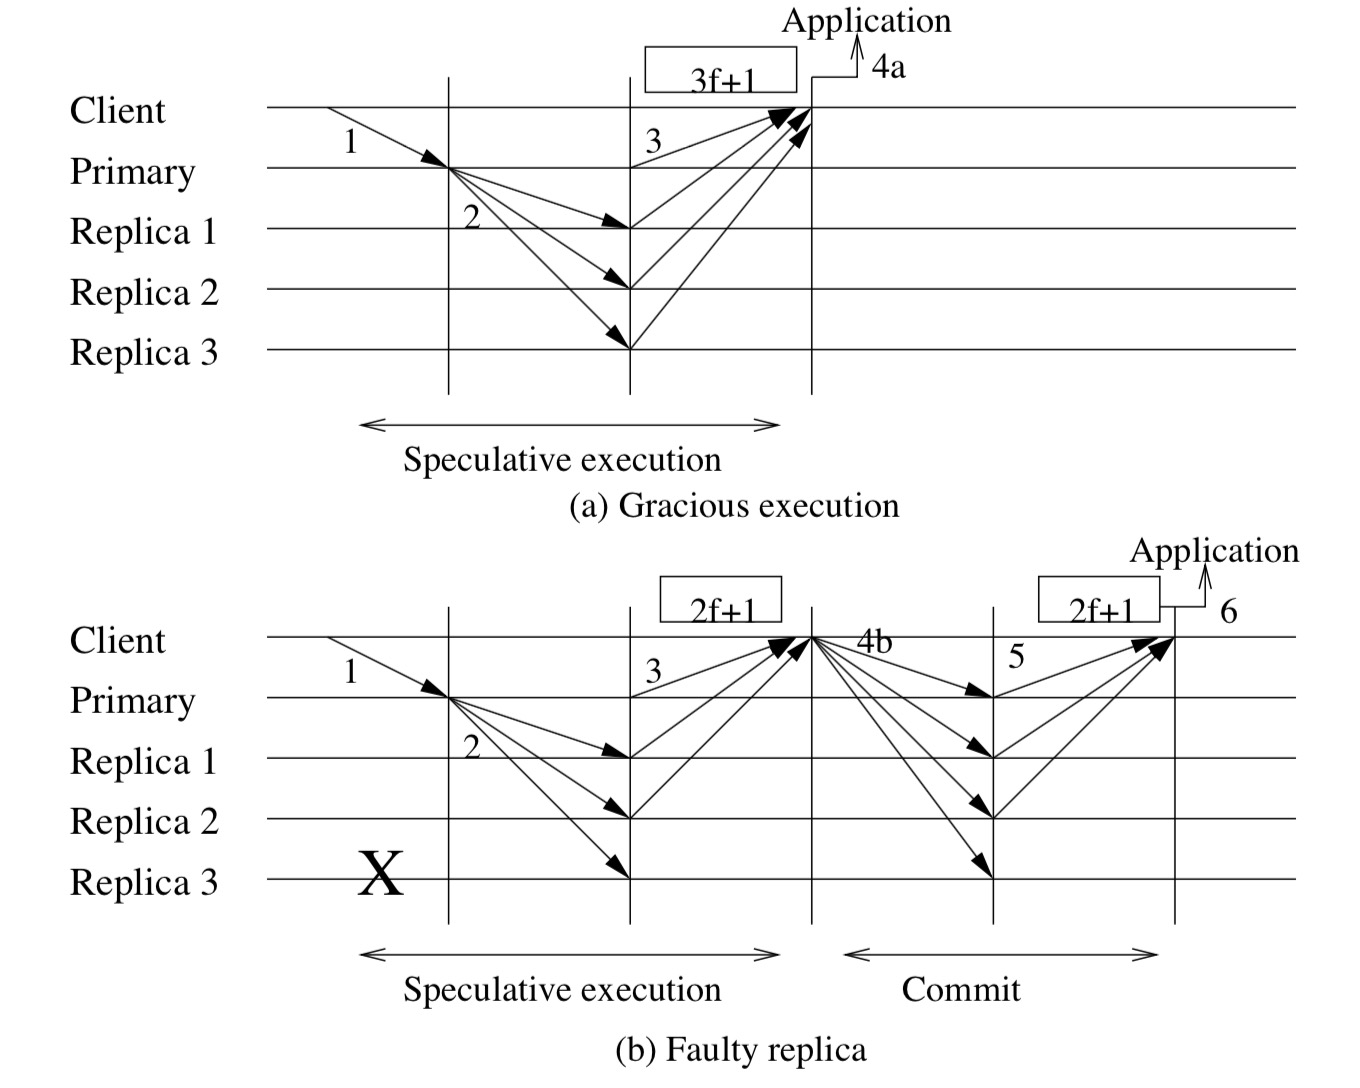 Application
3f+1
4a
Client
1
3
Primary
2
Replica 1
Replica 2
Replica 3
Speculative execution
(a) Gracious execution
Application
2f+1
2f+1
6
Client
4b
5
1
3
Primary
2
Replica 1
Replica 2
X
Replica 3
Speculative execution
Commit
(b) Faulty replica